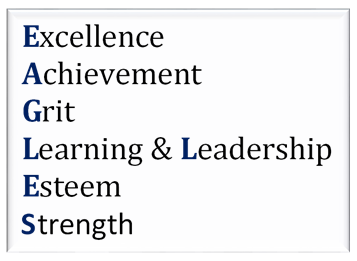 Excellence
Achievement
Grit
Learning & Leadership
Esteem
Strength